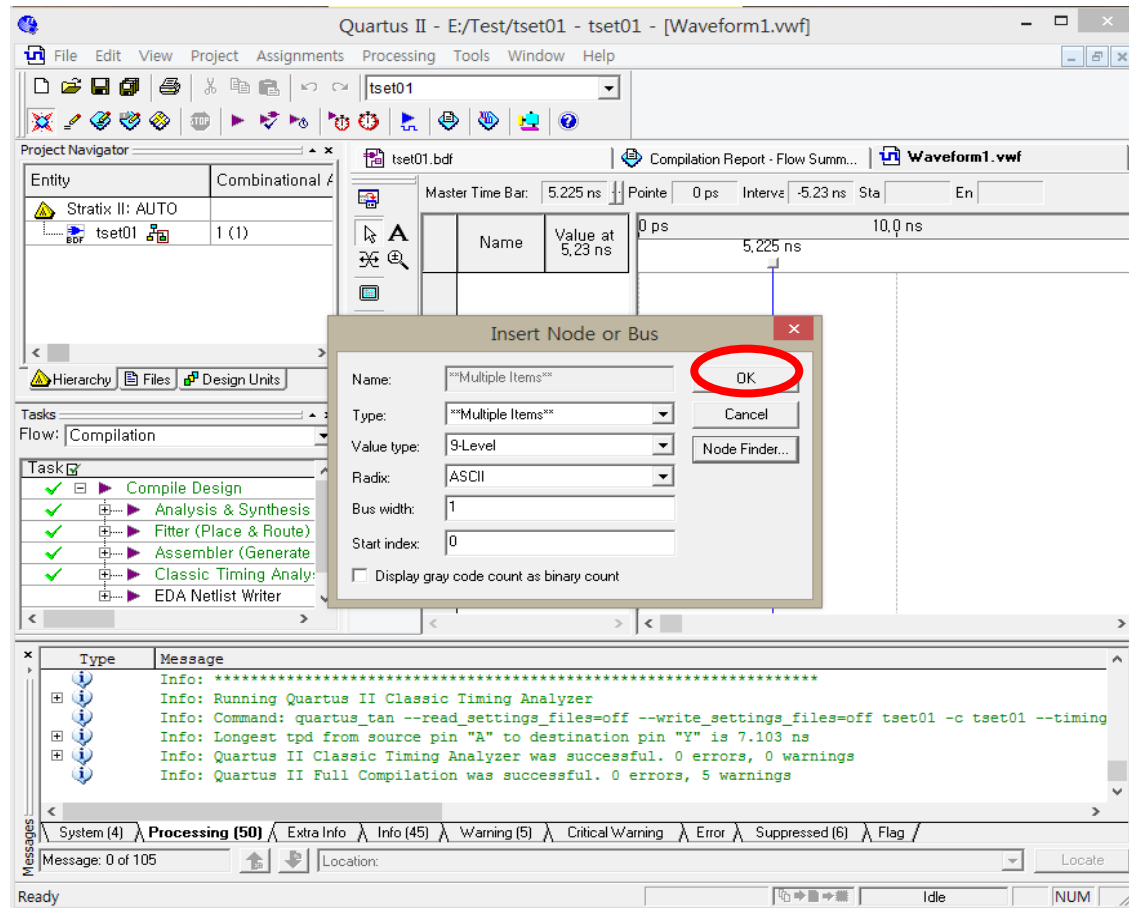 Quartus II - E:/Test/tset01 - tset01 - [Waveform1.vwf]
File Edit View Project Assignments Processing Tools Window Help
tset01
STOP
Project Navigator
tset01.bdf
Compilation Report - Flow Summ...
Waveform1.vwf
Entity
Combinational A
Stratix II: AUTO
BDF tset01
1 (1)
Master Time Bar: 5.225 ns
Pointe 0 ps
Interva -5.23 ns
Sta
En
A
Name
Value at
5.23 ns
0 ps
10.0 ns
5.225 ns
Hierarchy Files Design Units
Tasks
Flow: Compilation
Task
Compile Design
Analysis & Synthesis
Fitter (Place & Route)
Assembler (Generate
Classic Timing Analy
EDA Netlist Writer
Insert Node or Bus
Name: **Multiple Items**
OK
Type: **Multiple Items**
Cancel
Value type: 9-Level
Node Finder...
Radix: ASCII
Bus width: 1
Start index: 0
Display gray code count as binary count
Type Message
Info: *******************************************************************
Info: Running Quartus II Classic Timing Analyzer
Info: Command: quartus_tan --read_settings_files=off --write_settings_files=off tset01 -c tset01 --timing
Info: Longest tpd from source pin "A" to destination pin "Y" is 7.103 ns
Info: Quartus II Classic Timing Analyzer was successful. 0 errors, 0 warnings
Info: Quartus II Full Compilation was successful. 0 errors, 5 warnings
System (4) Processing (50) Extra Info Info (45) Warning (5) Critical Warning Error Suppressed (6) Flag
Messages
Message: 0 of 105
Location:
Locate
Ready
Idle
NUM